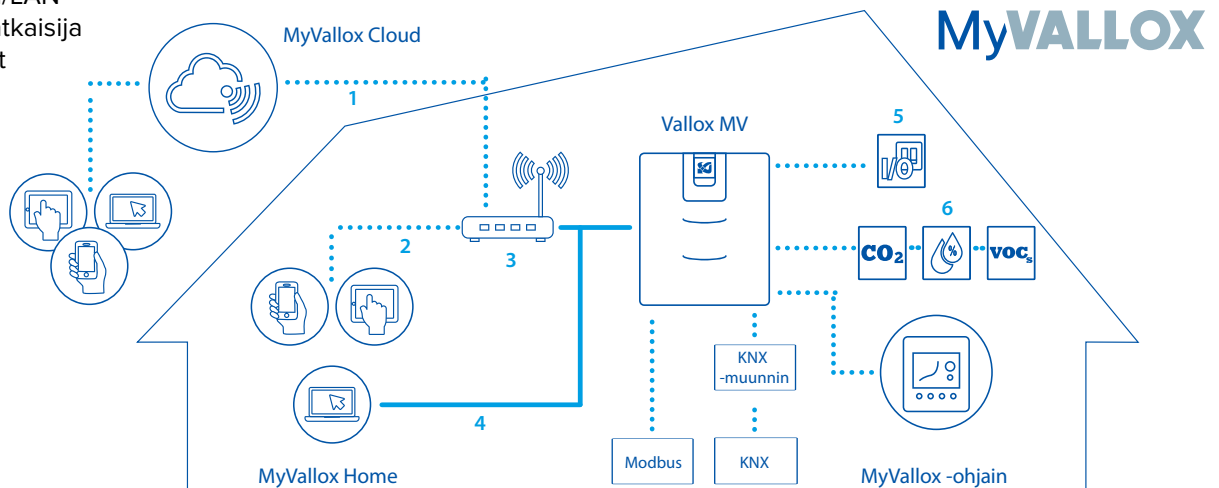 /LAN
tkaisija
t
MyVALLOX
MyVallox Cloud
1
Vallox MV
5
I/O
2
3
6
CO₂
%
VOCs
KNX
-muunnin
4
Modbus
KNX
MyVallox Home
MyVallox -ohjain